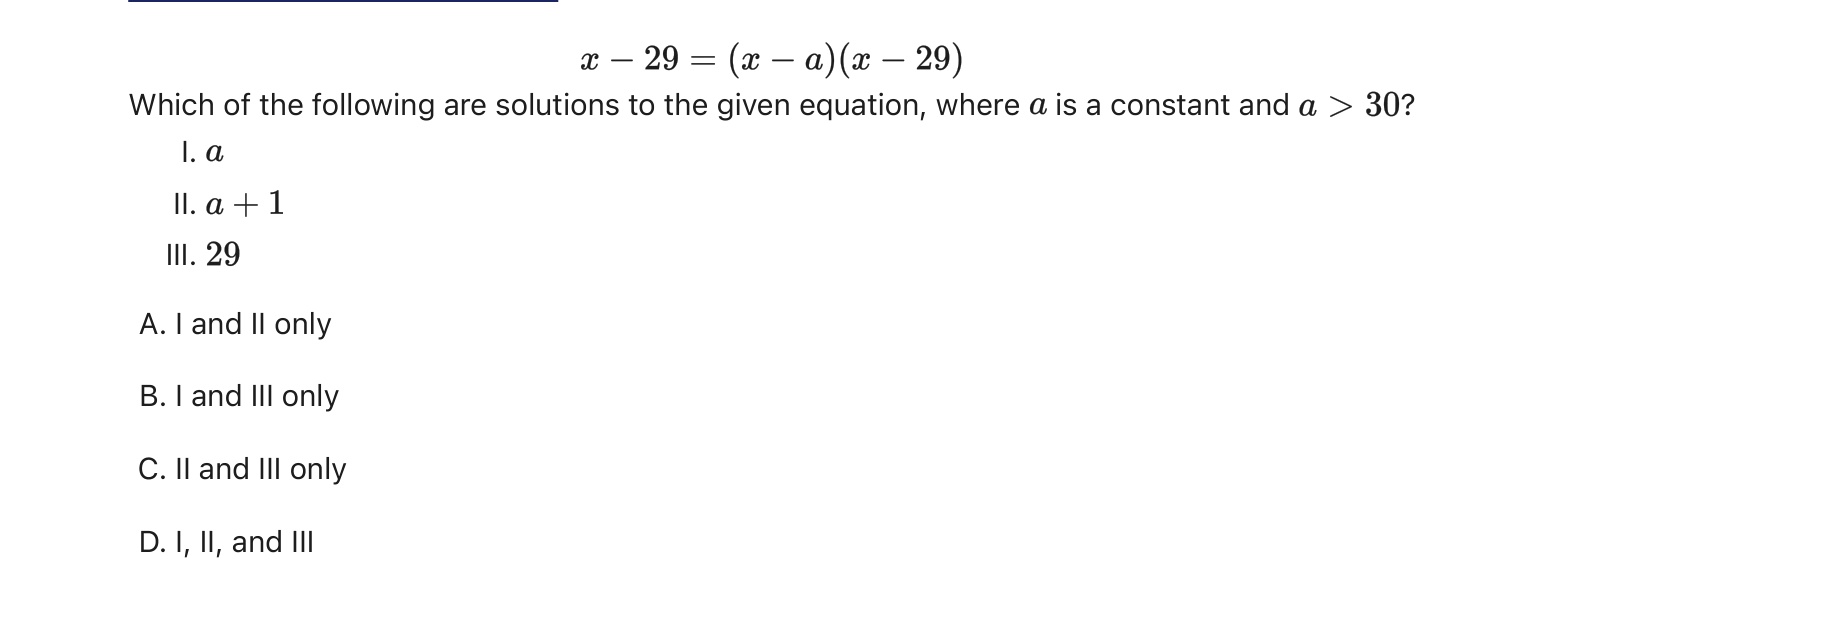 x − 29 = (x − a)(x − 29)
Which of the following are solutions to the given equation, where a is a constant and a > 30?
I. a
II. a + 1
III. 29
A. I and II only
B. I and III only
C. II and III only
D. I, II, and III